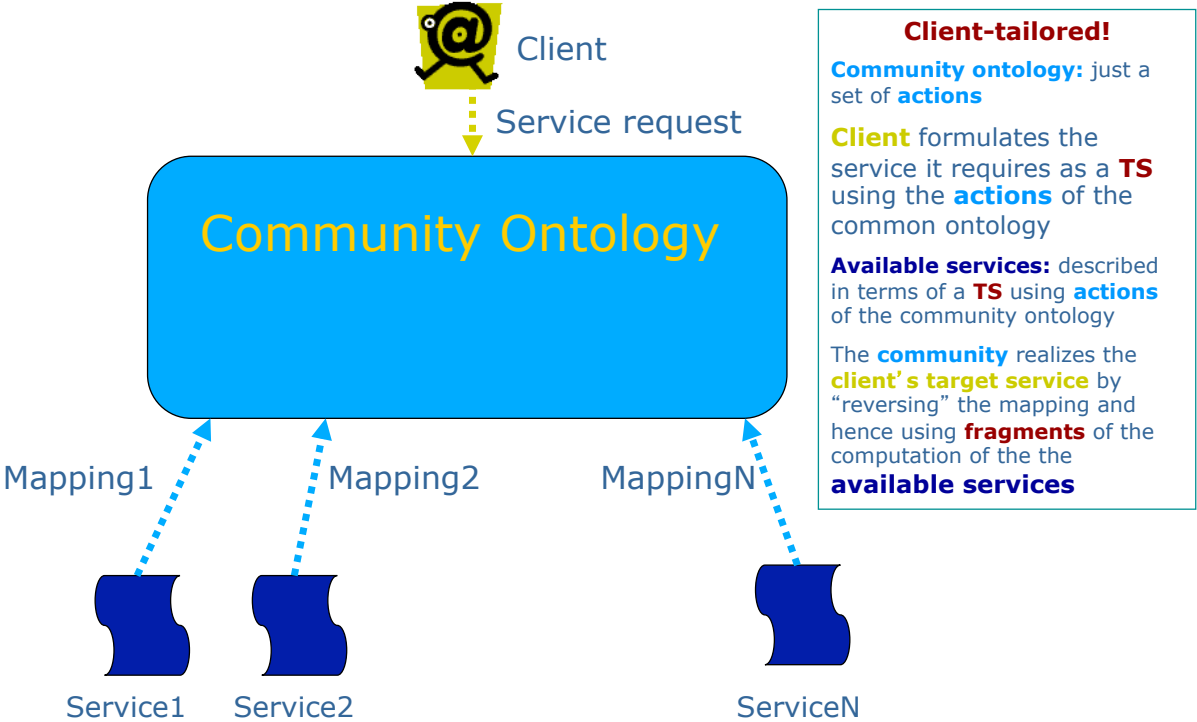 Client
Service request
Community Ontology
Mapping1
Mapping2
MappingN
Service1
Service2
ServiceN
Client-tailored!
Community ontology: just a
set of actions
Client formulates the
service it requires as a TS
using the actions of the
common ontology
Available services: described
in terms of a TS using actions
of the community ontology
The community realizes the
client’s target service by
“reversing” the mapping and
hence using fragments of the
computation of the the
available services